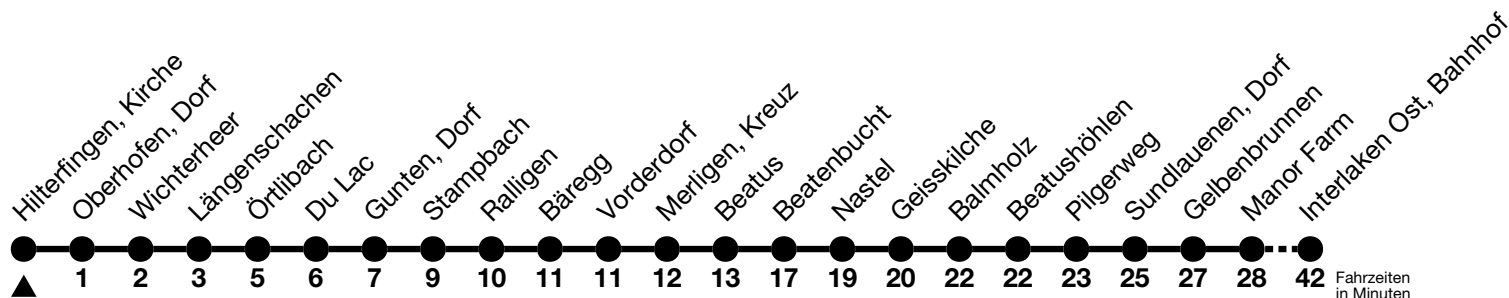 Hilterfingen, Kirche
Oberhofen, Dorf
Wichterheer
Längenschachen
Örtlibach
Du Lac
Gunten, Dorf
Stampbach
Ralligen
Bäregg
Vorderdorf
Merligen, Kreuz
Beatus
Beatenbucht
Nastel
Geisskilche
Balmholz
Beatushöhlen
Pilgerweg
Sundlauenen, Dorf
Gelbenbrunnen
Manor Farm
Interlaken Ost, Bahnhof
1 2 3 5 6 7 9 10 11 11 12 13 17 19 20 22 22 23 25 27 28 42 Fahrzeiten
in Minuten